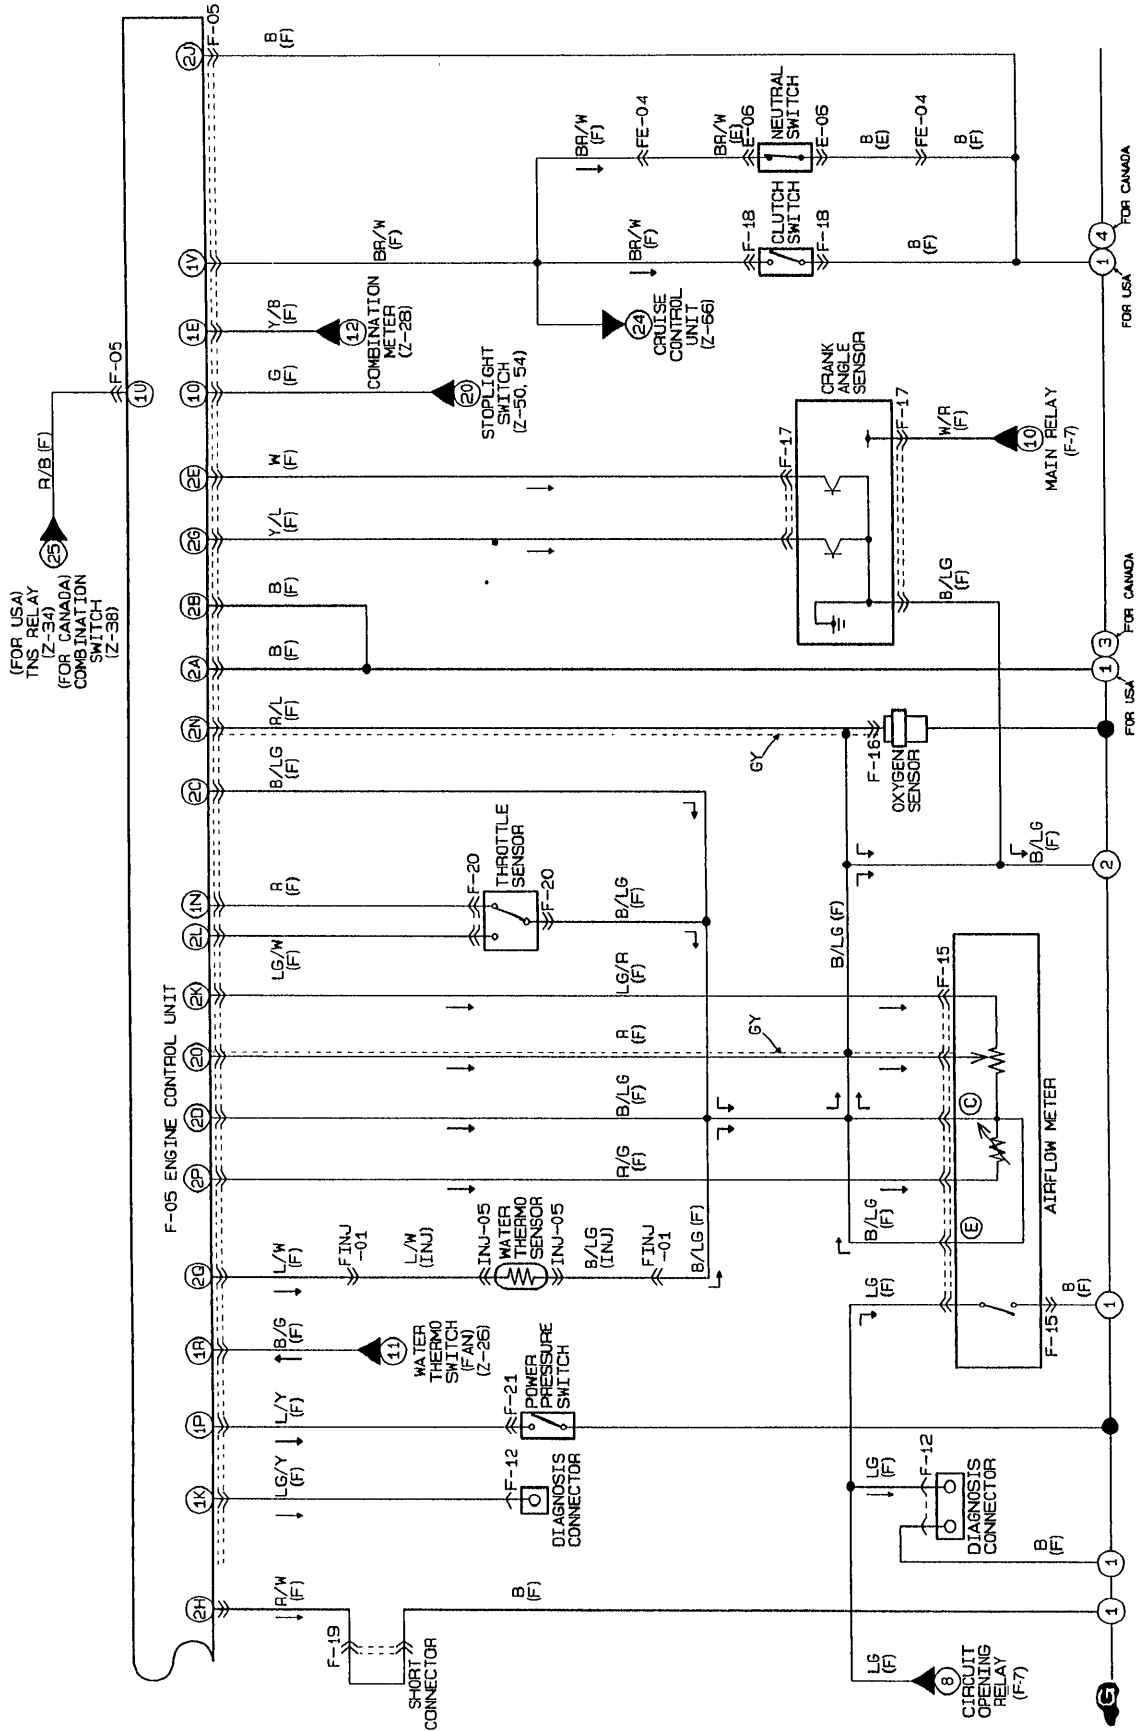 F-05 ENGINE CONTROL UNIT
(FOR USA)
TNS RELAY
(Z-34)
(FOR CANADA)
COMBINATION
SWITCH
(Z-38)
25
R/B (F)
F-05
1U
F-05
2H
1K
1P
1R
2Q
2P
2D
2O
2K
2L
1N
2C
2N
2A
2B
2G
2E
1O
1E
1V
2J
R/W
(F)
LG/Y
(F)
L/Y
(F)
B/G
(F)
L/W
(F)
LG/W
(F)
R
(F)
B/LG
(F)
R/L
(F)
B
(F)
B
(F)
Y/L
(F)
W
(F)
G
(F)
Y/B
(F)
B
(F)
F-19
SHORT
CONNECTOR
B
(F)
F-12
DIAGNOSIS
CONNECTOR
F-21
POWER
PRESSURE
SWITCH
11
WATER
THERMO
SWITCH
(FAN)
(Z-26)
FINJ
-01
L/W
(INJ)
INJ-05
WATER
THERMO
SENSOR
INJ-05
B/LG
(INJ)
FINJ
-01
B/LG (F)
R/G
(F)
B/LG
(F)
R
(F)
LG/R
(F)
GY
F-20
THROTTLE
SENSOR
F-20
B/LG
(F)
GY
F-16
OXYGEN
SENSOR
B/LG (F)
B/LG
(F)
B/LG
(F)
F-15
C
E
AIRFLOW METER
LG
(F)
F-15
B
(F)
LG
(F)
F-12
DIAGNOSIS
CONNECTOR
B
(F)
LG
(F)
8
CIRCUIT
OPENING
RELAY
(F-7)
F-17
CRANK
ANGLE
SENSOR
F-17
B/LG
(F)
W/R
(F)
10
MAIN RELAY
(F-7)
20
STOPLIGHT
SWITCH
(Z-50, 54)
12
COMBINATION
METER
(Z-28)
BR/W
(F)
24
CRUISE
CONTROL
UNIT
(Z-66)
BR/W
(F)
F-18
CLUTCH
SWITCH
F-18
B
(F)
BR/W
(F)
FE-04
BR/W
(E)
E-06
NEUTRAL
SWITCH
E-06
B
(E)
FE-04
B
(F)
G
1
1
1
2
1
FOR USA
3
FOR CANADA
1
FOR USA
4
FOR CANADA